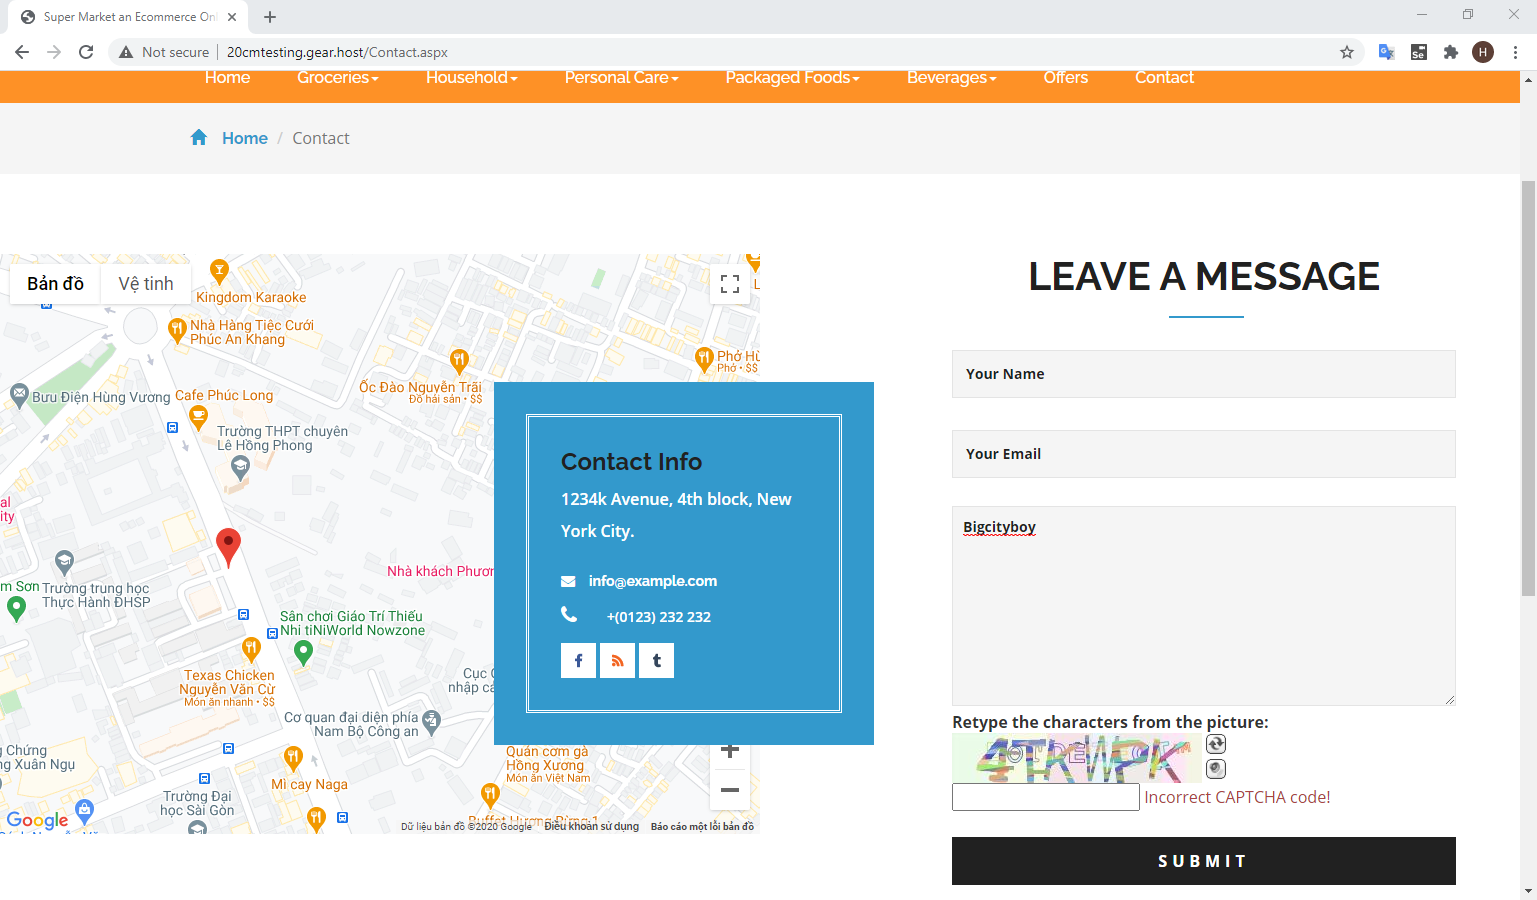 Super Market an Ecommerce Onl
Not secure
20cmtesting.gear.host/Contact.aspx
H
Home
Groceries
Household
Personal Care
Packaged Foods
Beverages
Offers
Contact
Home / Contact
Bản đồ
Vệ tinh
Kingdom Karaoke
Nhà Hàng Tiệc Cưới
Phúc An Khang
Phở Hù
Phở • $$
Ốc Đào Nguyễn Trãi
Đồ hải sản • $$
Bưu Điện Hùng Vương
Cafe Phúc Long
Trường THPT chuyên
Lê Hồng Phong
al
ity
Nhà khách Phươn
m Sơn
Trường trung học
Thực Hành ĐHSP
Sân chơi Giáo Trí Thiếu
Nhi tiNiWorld Nowzone
Texas Chicken
Nguyễn Văn Cừ
Món ăn nhanh • $$
Cục C
nhập cả
Cơ quan đại diện phía
Nam Bộ Công an
Chứng
ng Xuân Ngụ
Quán cơm gà
Hồng Xương
Món ăn Việt Nam
Mì cay Naga
Trường Đại
học Sài Gòn
Google
Dữ liệu bản đồ ©2020 Google
Điều khoản sử dụng
Báo cáo một lỗi bản đồ
Contact Info
1234k Avenue, 4th block, New
York City.
info@example.com
+(0123) 232 232
LEAVE A MESSAGE
Your Name
Your Email
Bigcityboy
Retype the characters from the picture:
Incorrect CAPTCHA code!
SUBMIT